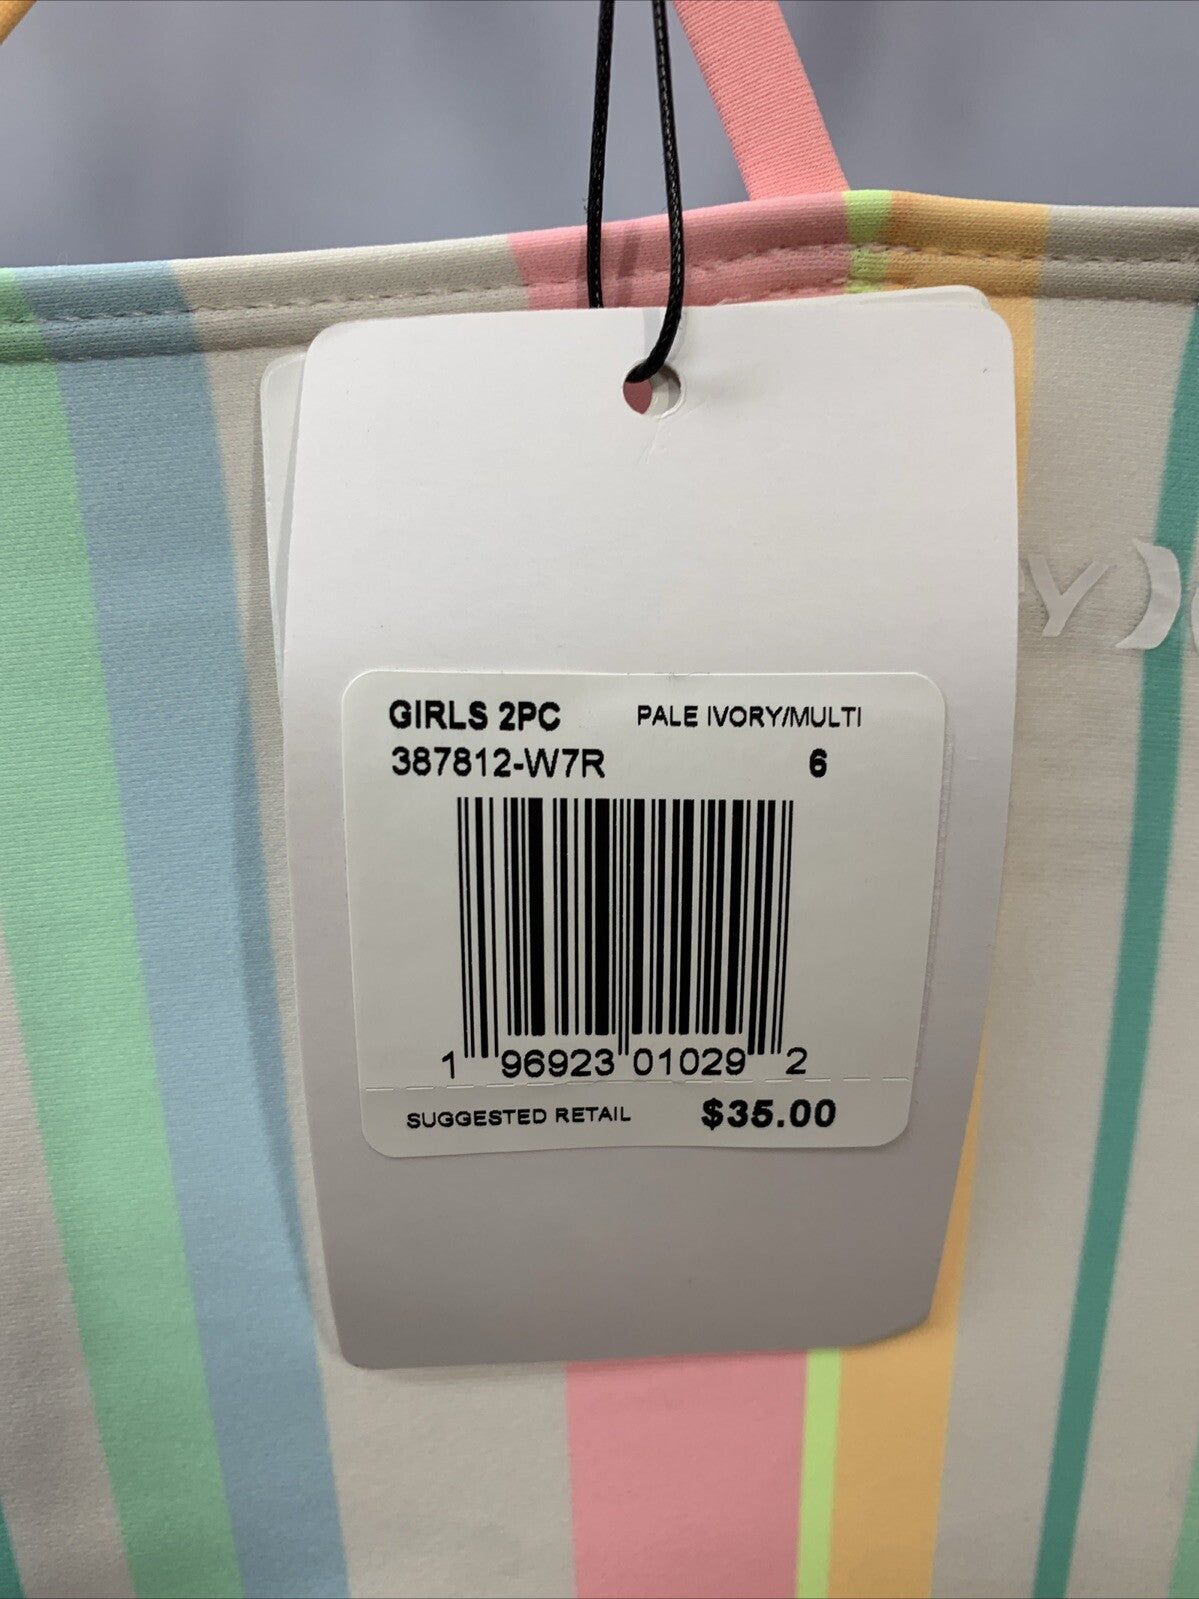 GIRLS 2PC PALE IVORY/MULTI
387812-W7R 6
1 96923 01029 2
SUGGESTED RETAIL $35.00
Y)